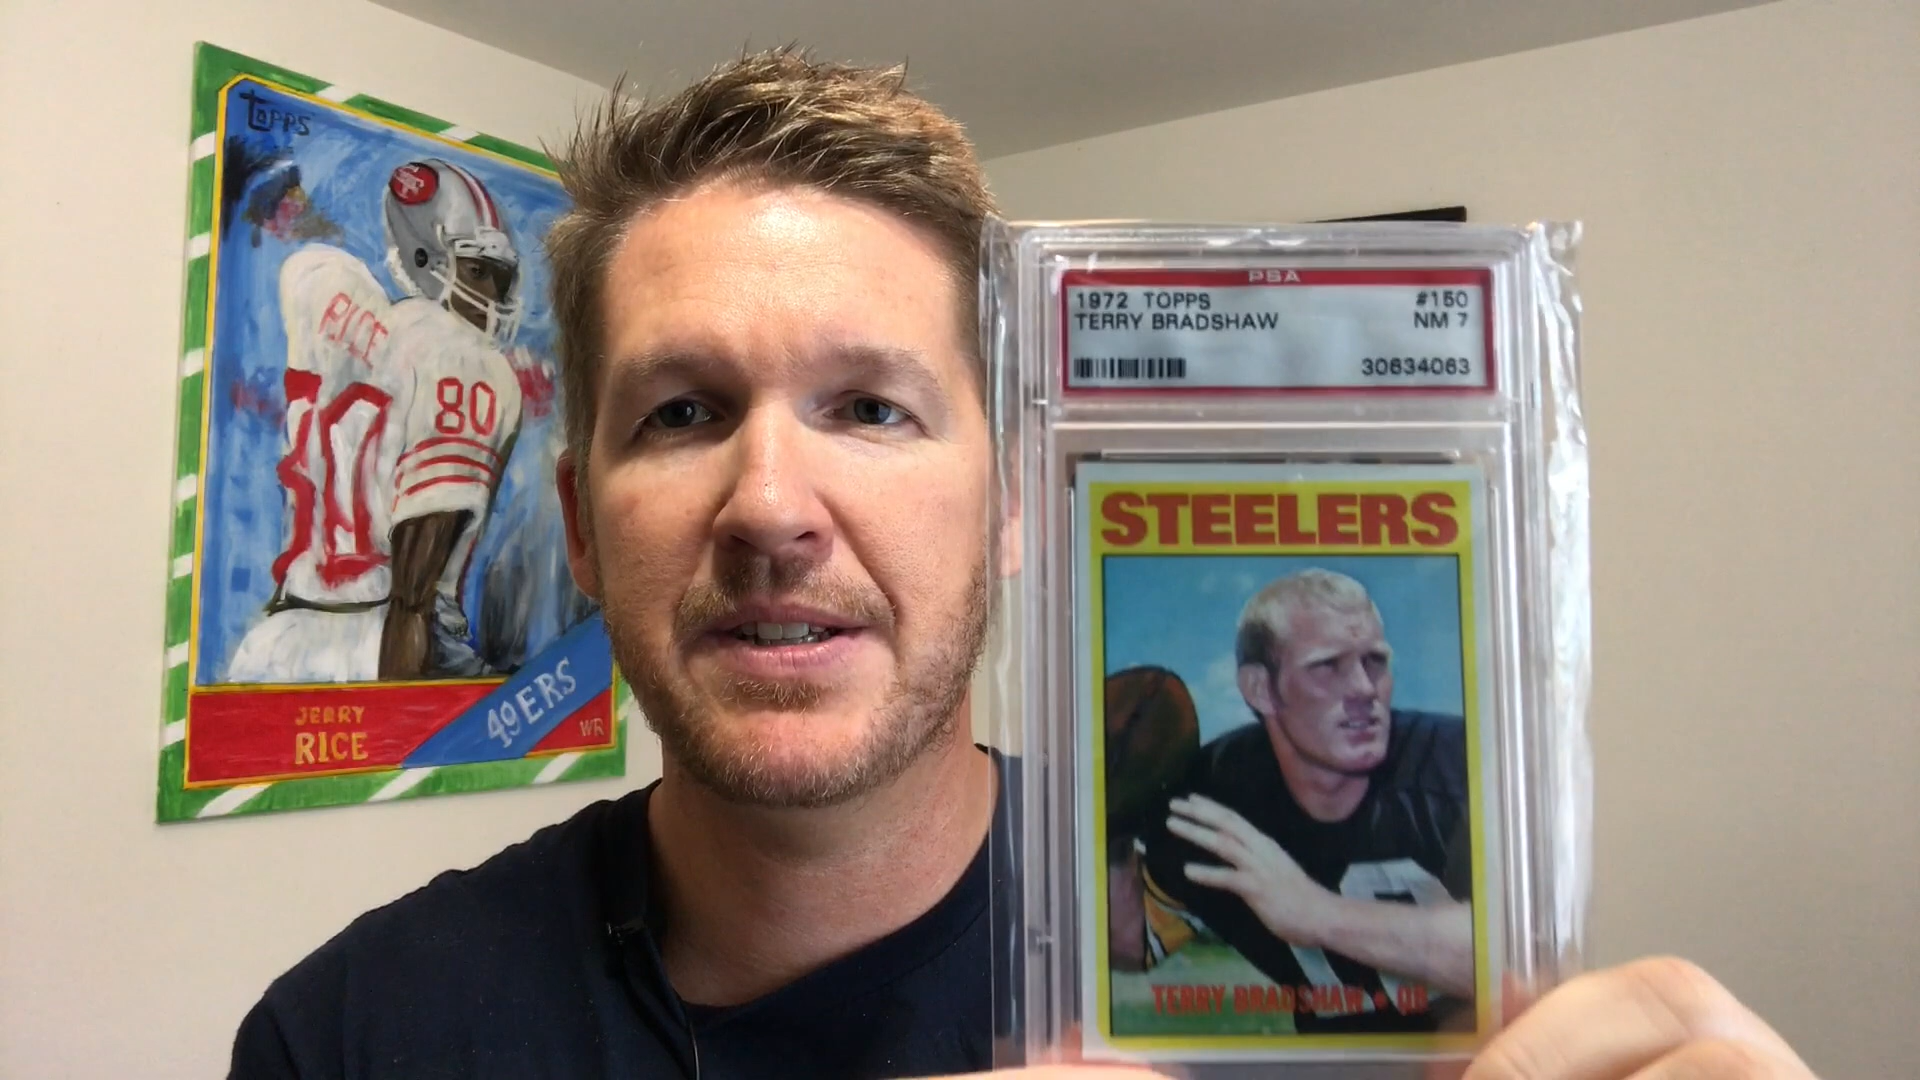 Topps
RICE
80
80
JERRY
RICE
49ERS
WR
PSA
1972 TOPPS #150
TERRY BRADSHAW NM 7
30634063
STEELERS
TERRY BRADSHAW • QB